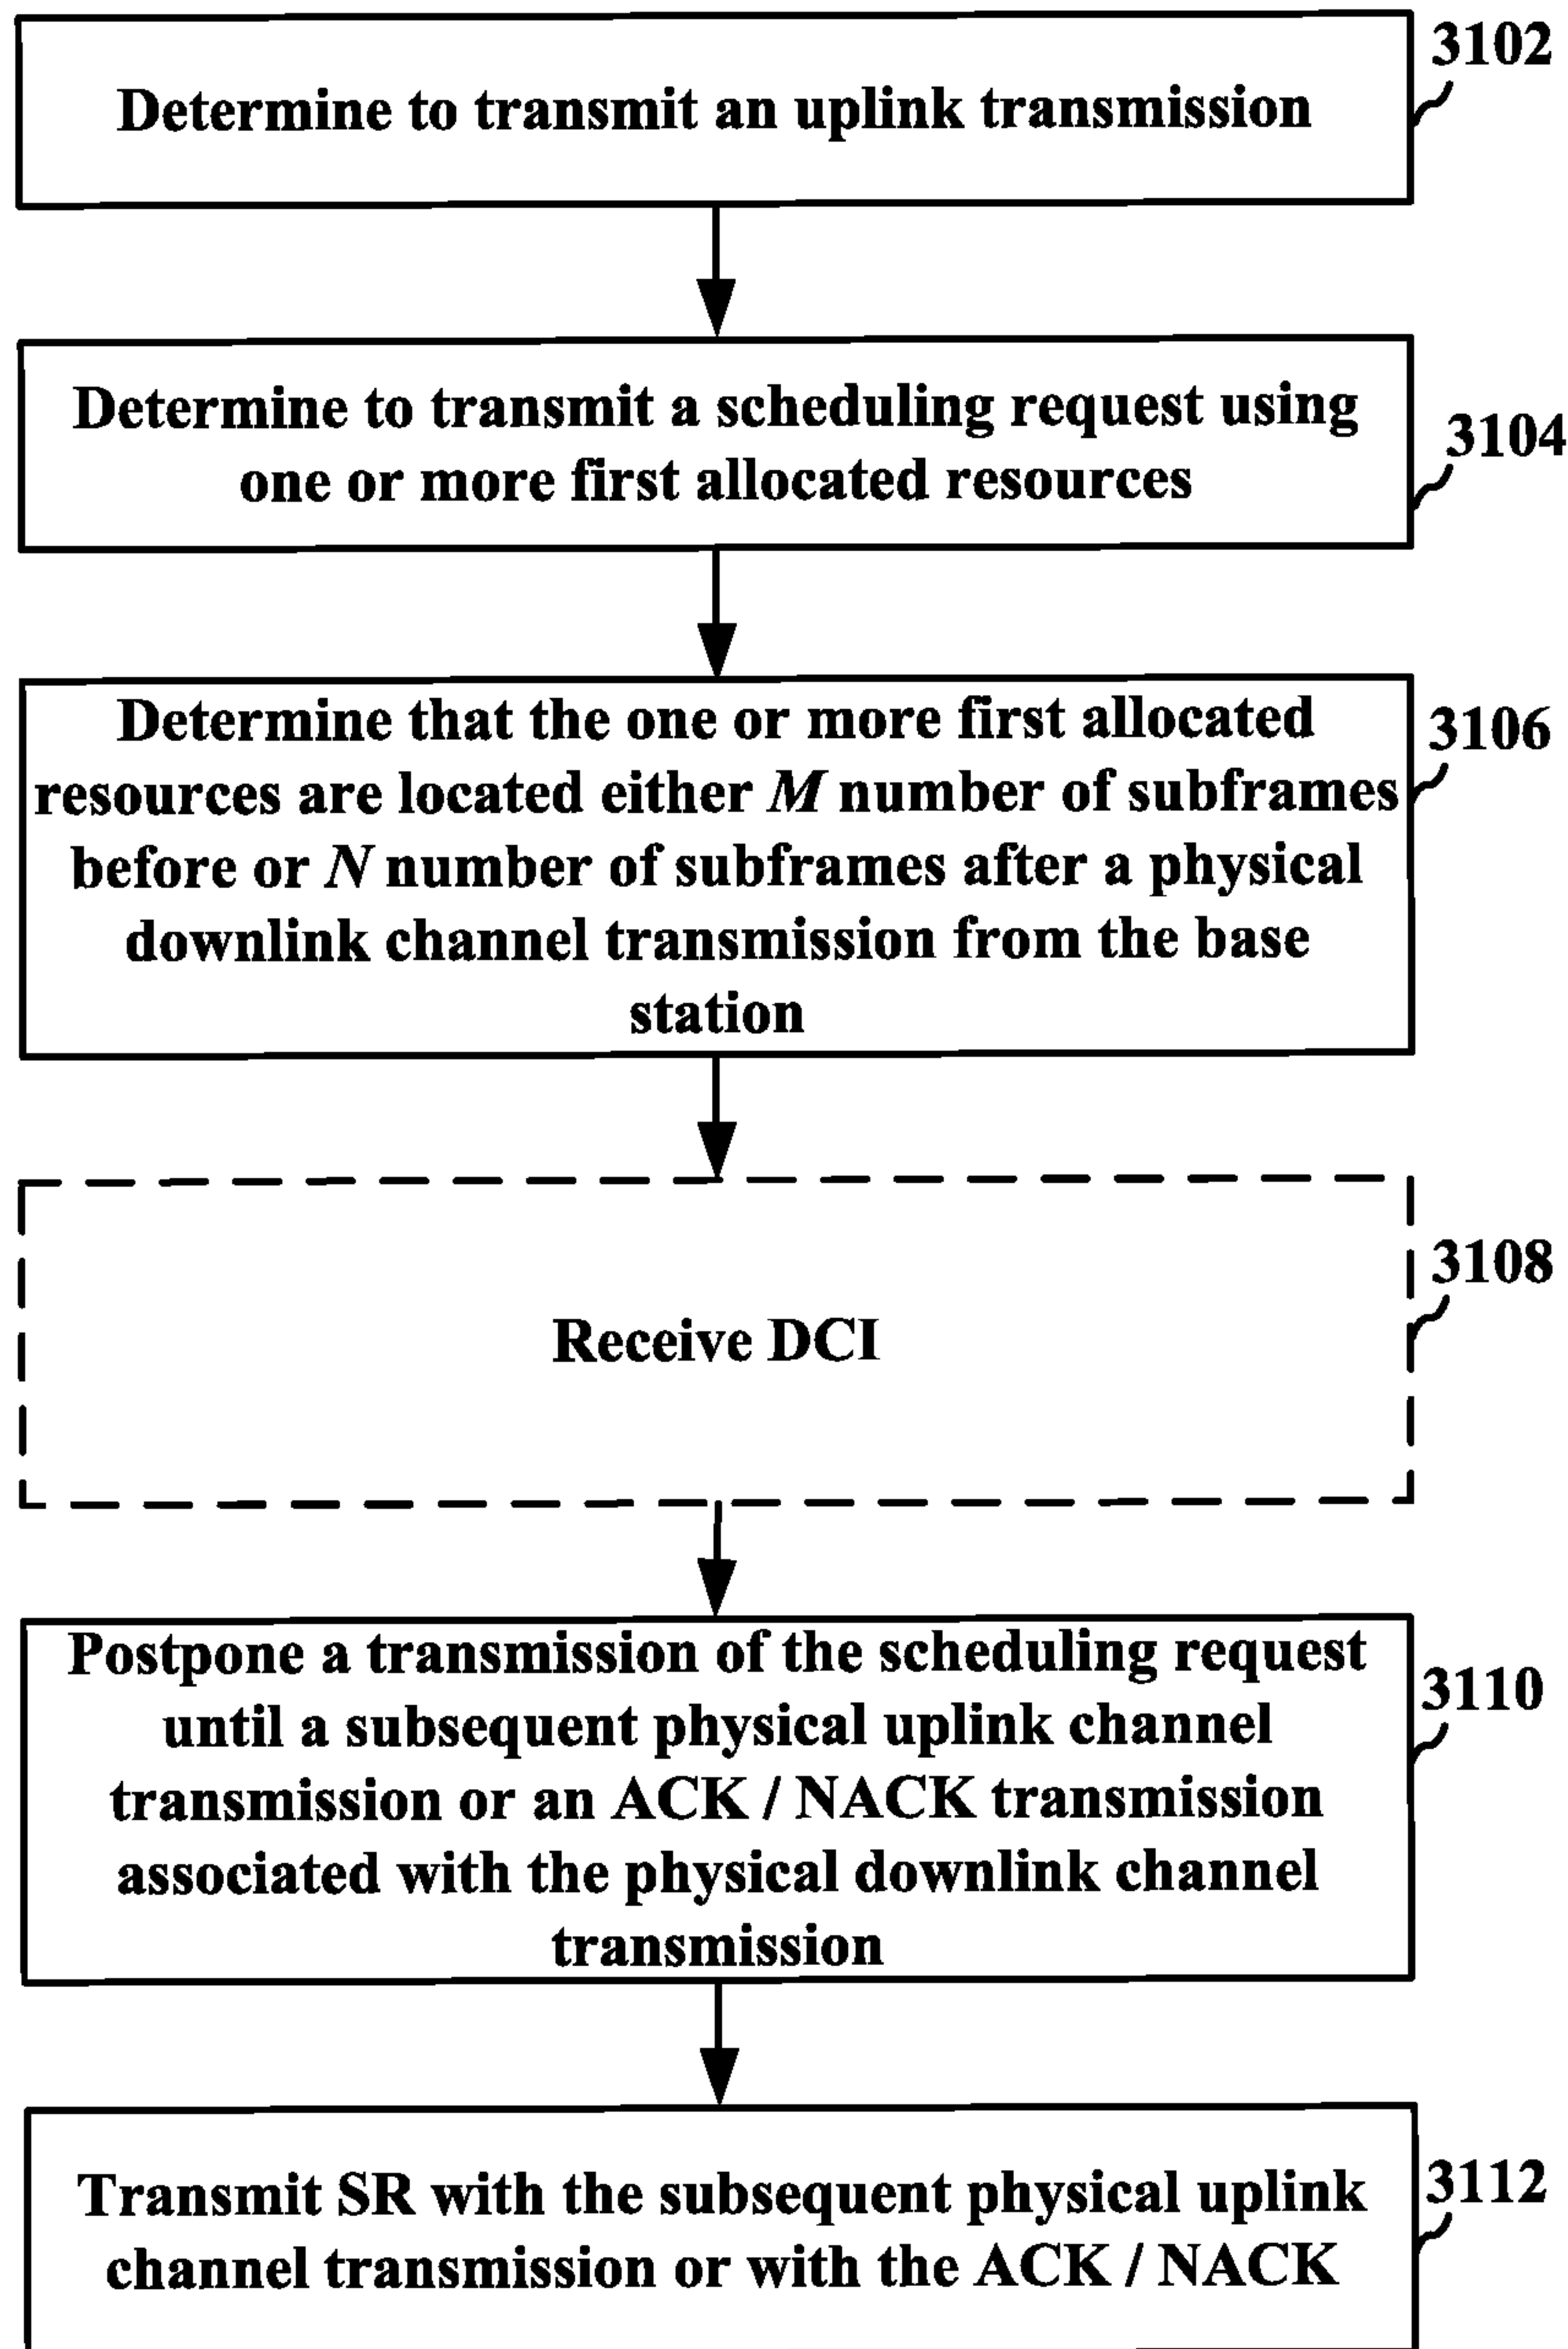 3102
Determine to transmit an uplink transmission
Determine to transmit a scheduling request using
one or more first allocated resources
3104
Determine that the one or more first allocated
resources are located either M number of subframes
before or N number of subframes after a physical
downlink channel transmission from the base
station
3106
Receive DCI
3108
Postpone a transmission of the scheduling request
until a subsequent physical uplink channel
transmission or an ACK / NACK transmission
associated with the physical downlink channel
transmission
3110
Transmit SR with the subsequent physical uplink
channel transmission or with the ACK / NACK
3112